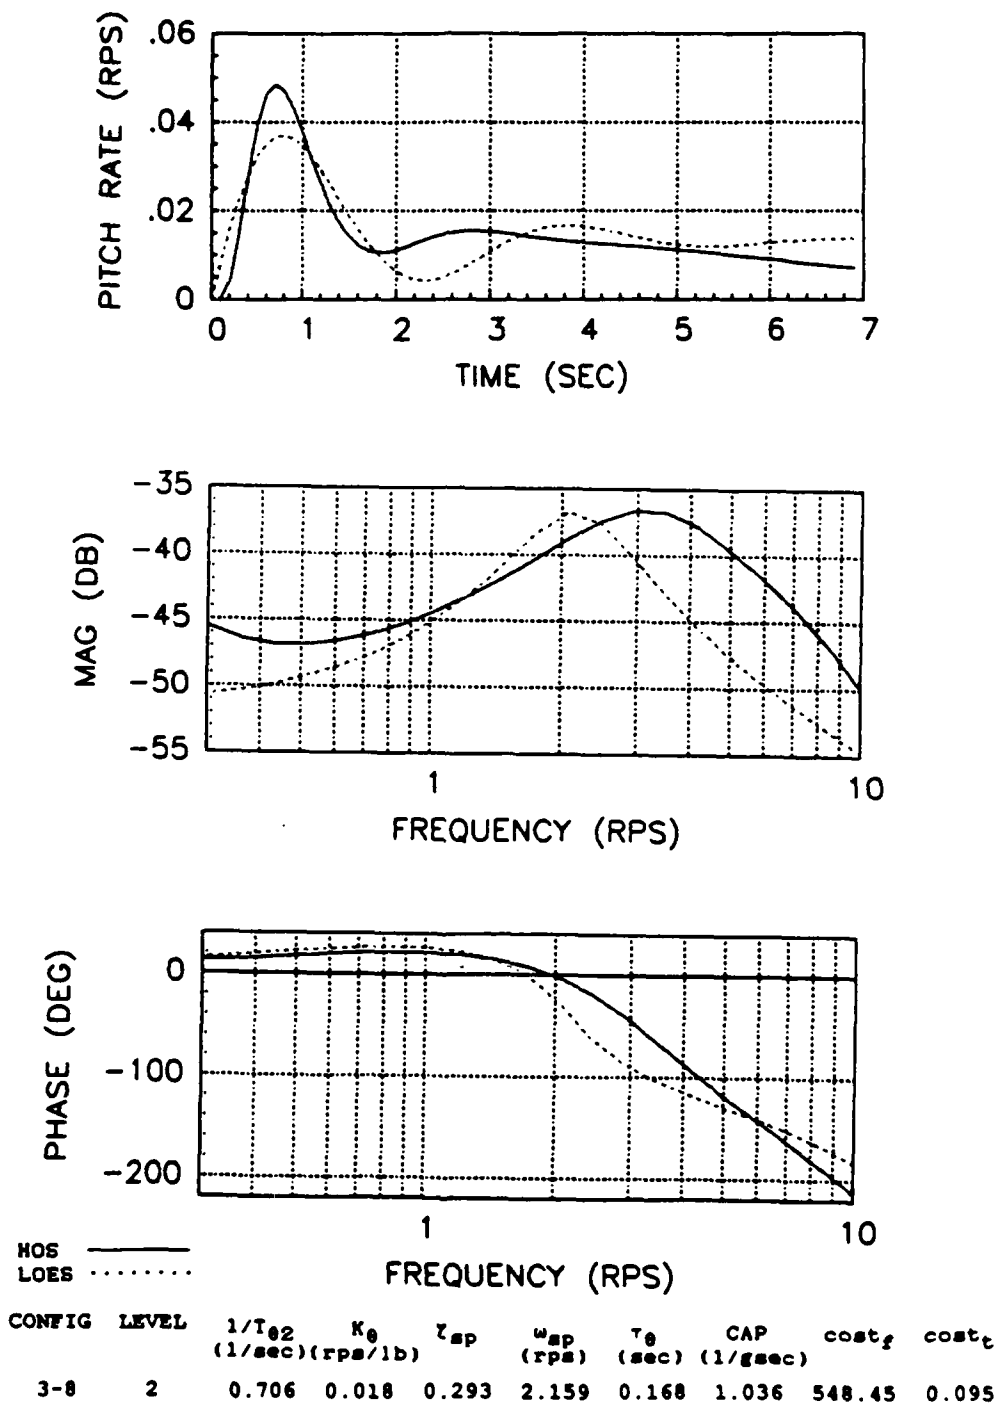 .06
.04
.02
0
PITCH RATE (RPS)
0 1 2 3 4 5 6 7
TIME (SEC)
-35
-40
-45
-50
-55
MAG (DB)
1 10
FREQUENCY (RPS)
0
-100
-200
PHASE (DEG)
1 10
FREQUENCY (RPS)
HOS
LOES
CONFIG LEVEL 1/Tθ2 Kθ ζsp ωsp τθ CAP costf costt
(1/sec) (rps/lb) (rps) (sec) (1/gsec)
3-8 2 0.706 0.018 0.293 2.159 0.168 1.036 548.45 0.095